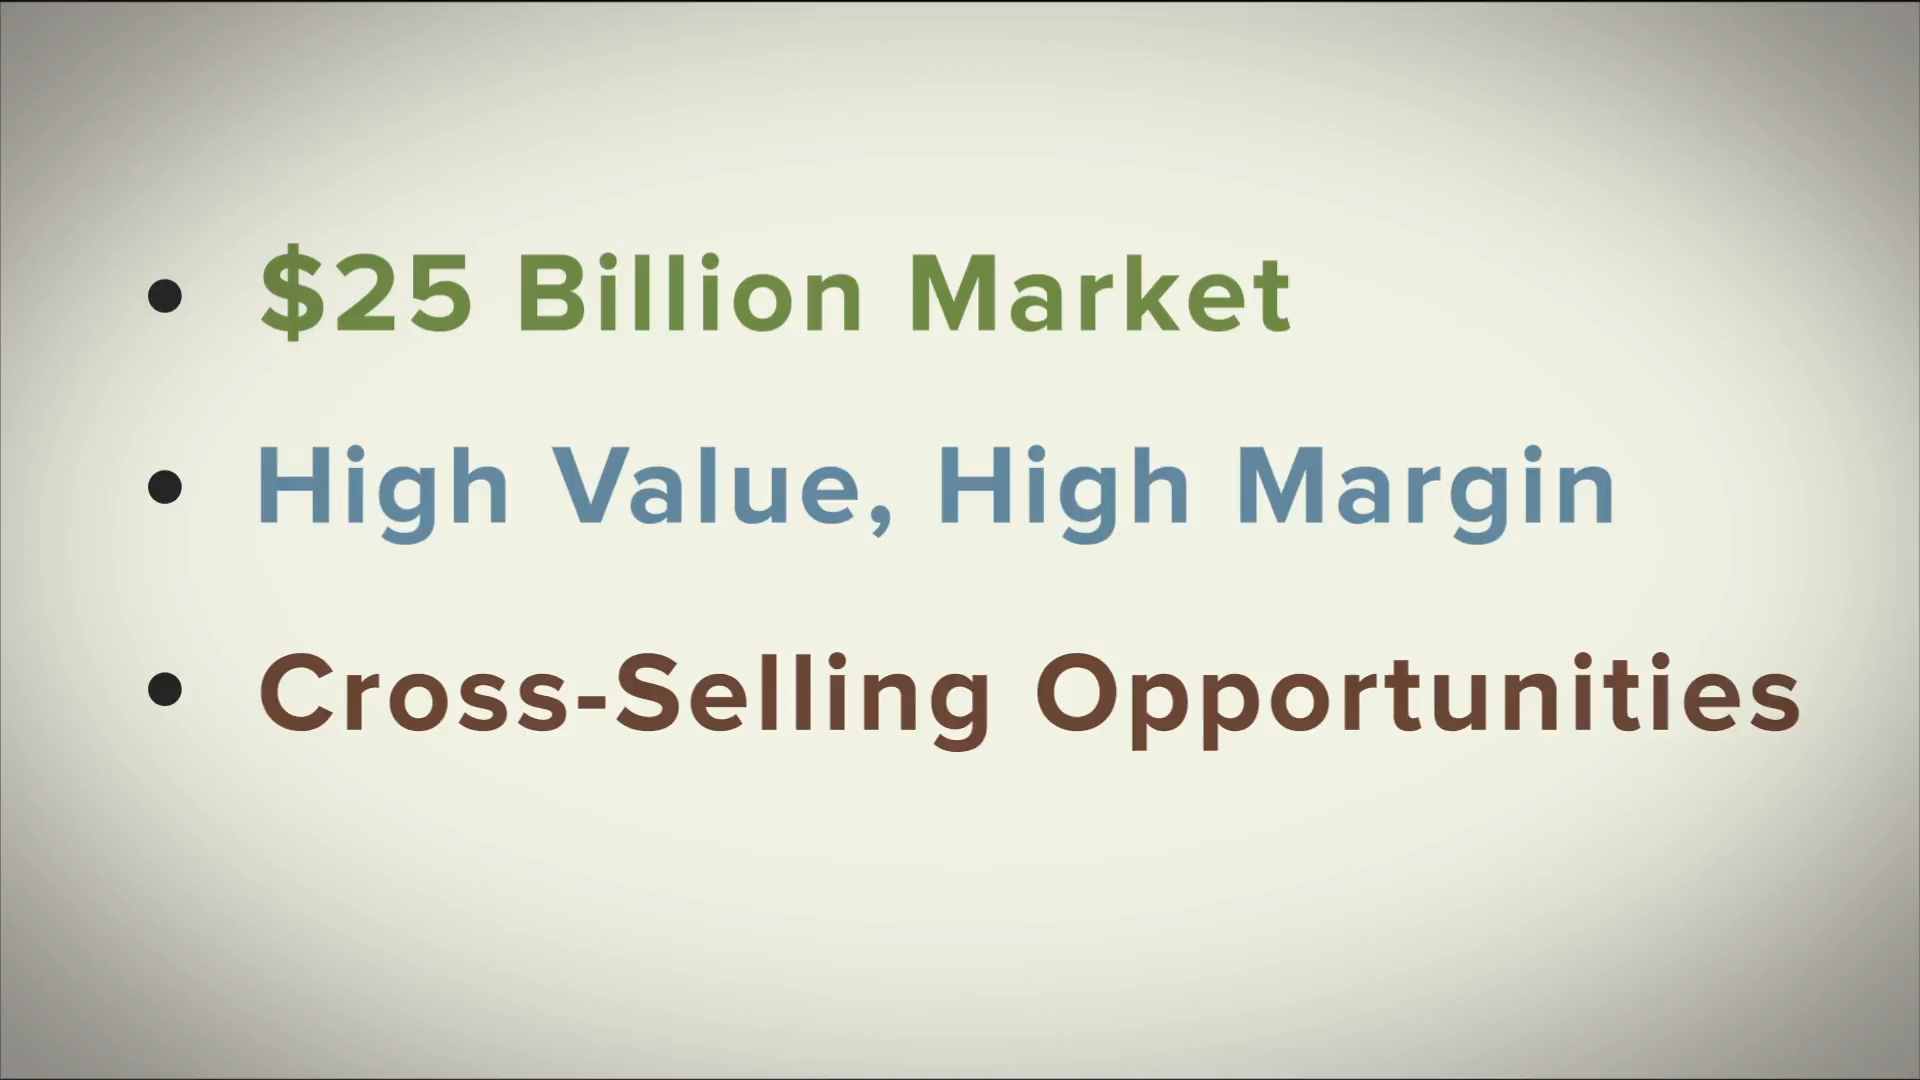 • $25 Billion Market
• High Value, High Margin
• Cross-Selling Opportunities